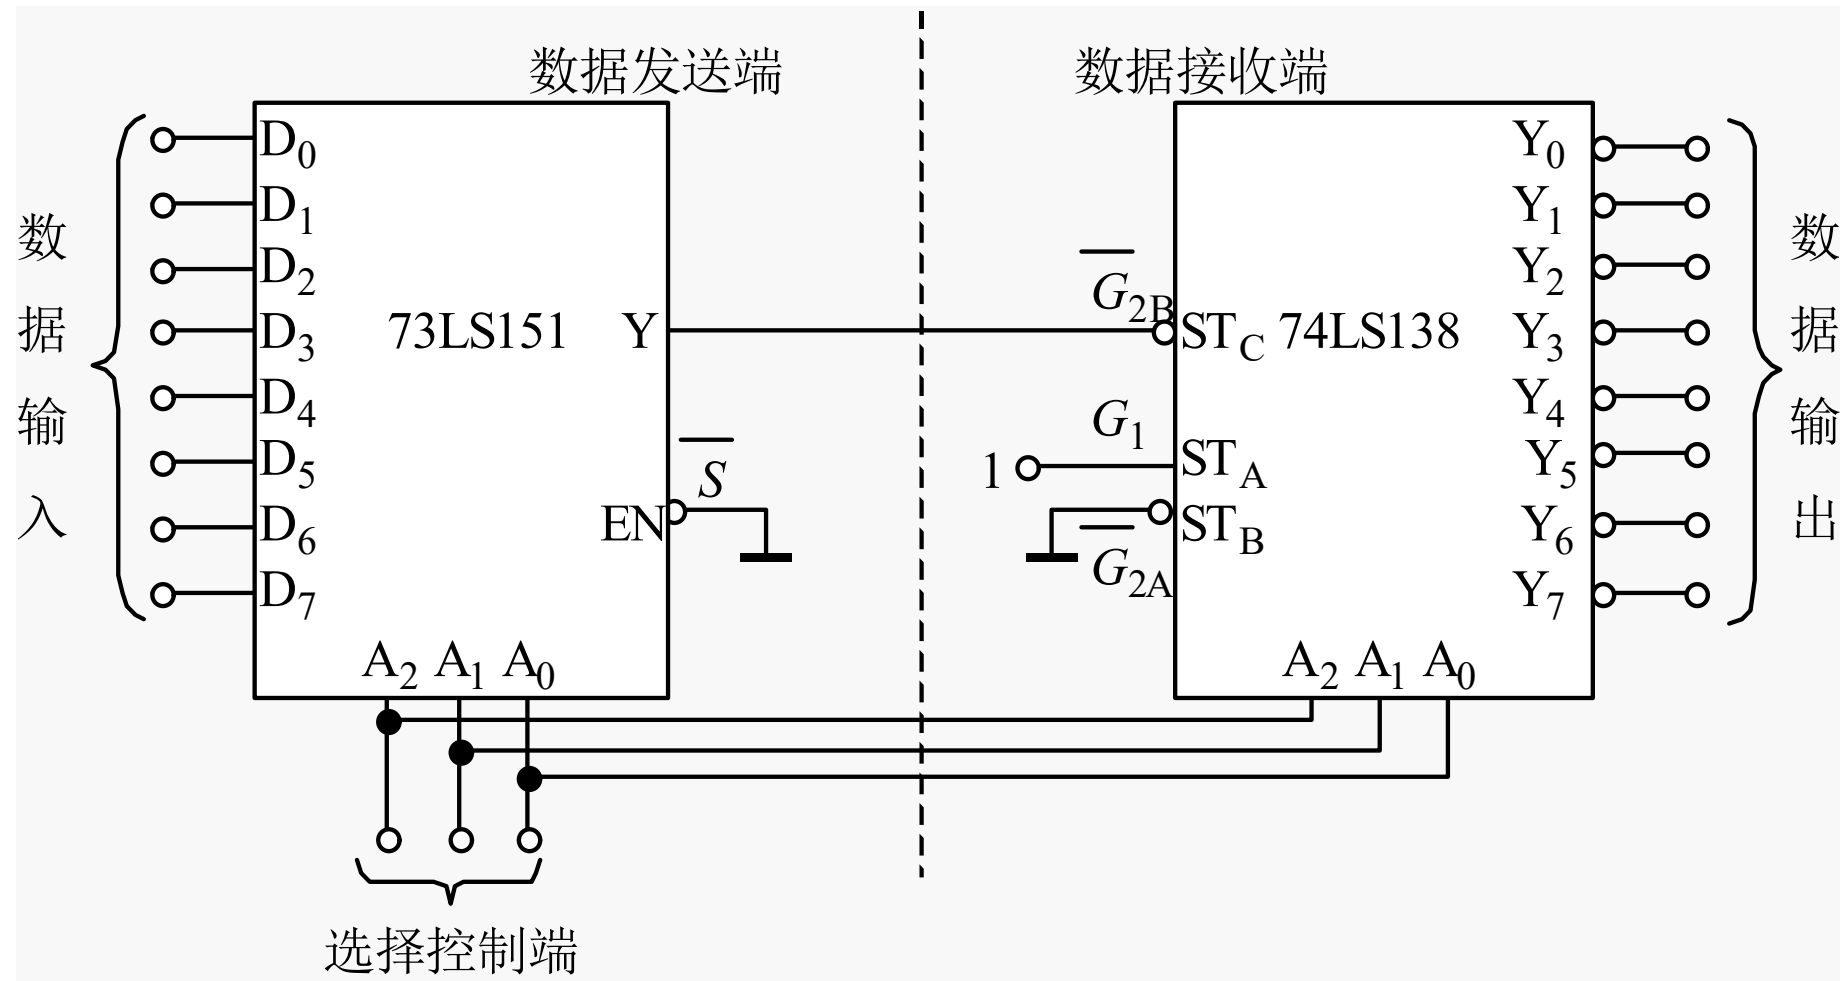 数据发送端
数据接收端
数据输入
D0
D1
D2
D3
D4
D5
D6
D7
73LS151
Y
EN
S̅
A2 A1 A0
选择控制端
G̅2B
STC
74LS138
G1
1
STA
STB
G̅2A
Y0
Y1
Y2
Y3
Y4
Y5
Y6
Y7
A2 A1 A0
数据输出